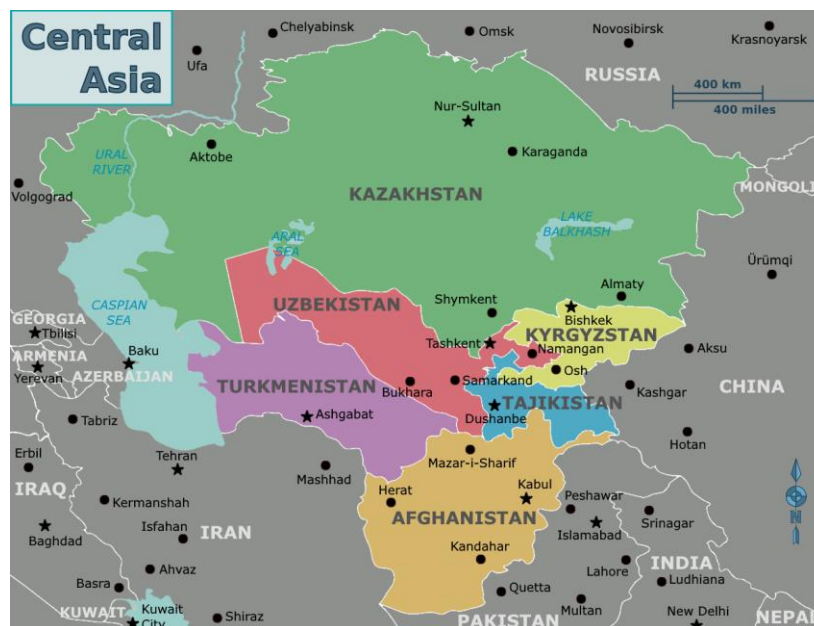 Central
Asia
Chelyabinsk
Omsk
Novosibirsk
Krasnoyarsk
Ufa
RUSSIA
400 km
400 miles
Nur-Sultan
Aktobe
Karaganda
URAL
RIVER
Volgograd
KAZAKHSTAN
MONGOLI
ARAL
SEA
LAKE
BALKHASH
Ürümqi
CASPIAN
SEA
UZBEKISTAN
Shymkent
Almaty
GEORGIA
Tbilisi
Bishkek
KYRGYZSTAN
Tashkent
Namangan
Aksu
ARMENIA
Yerevan
Baku
AZERBAIJAN
TURKMENISTAN
Bukhara
Samarkand
Osh
Kashgar
CHINA
TAJIKISTAN
Dushanbe
Ashgabat
Tabriz
Hotan
Erbil
Tehran
Mashhad
Mazar-i-Sharif
IRAQ
Kermanshah
Herat
Kabul
Peshawar
Islamabad
Srinagar
N
Baghdad
Isfahan
IRAN
AFGHANISTAN
Kandahar
Lahore
INDIA
Ahvaz
Basra
Quetta
Ludhiana
KUWAIT
Kuwait
City
Shiraz
PAKISTAN
Multan
New Delhi
NEPAL